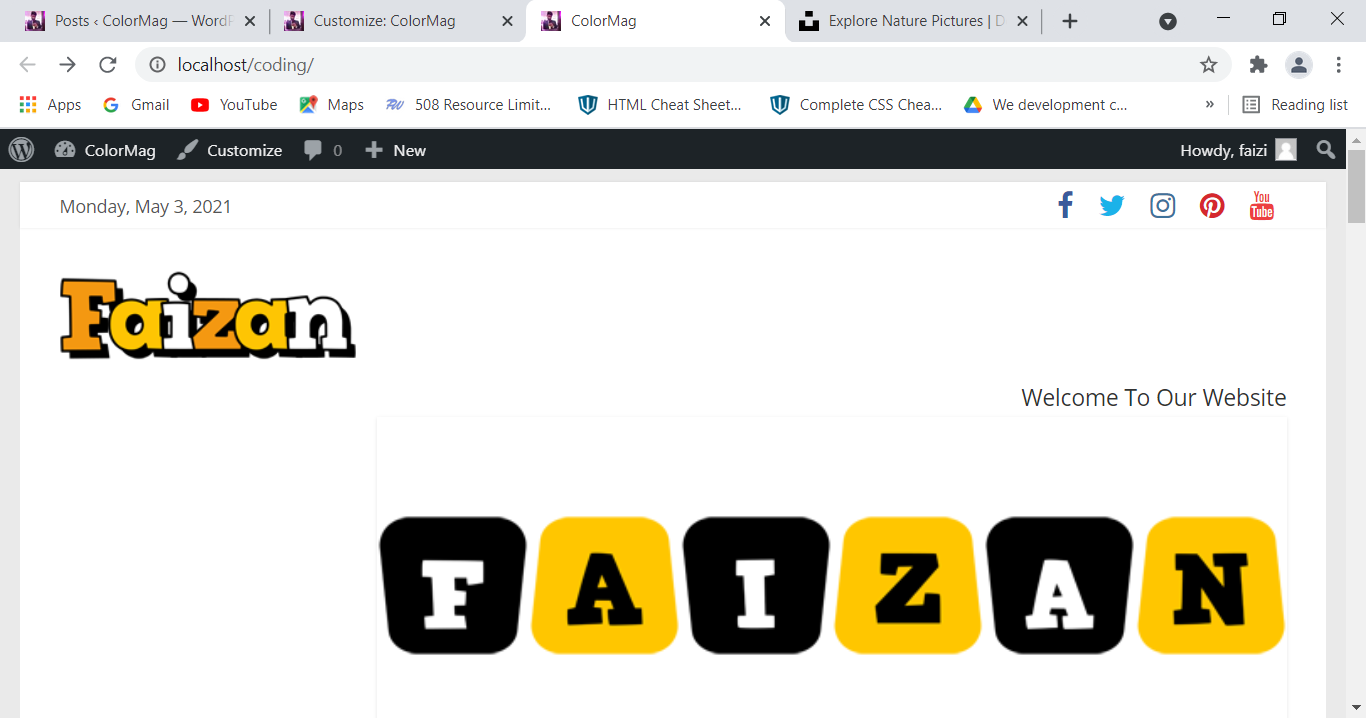 Posts ‹ ColorMag — WordP
Customize: ColorMag
ColorMag
Explore Nature Pictures | D
localhost/coding/
Apps
Gmail
YouTube
Maps
508 Resource Limit...
HTML Cheat Sheet...
Complete CSS Chea...
We development c...
»
Reading list
ColorMag
Customize
0
New
Howdy, faizi
Monday, May 3, 2021
You
Tube
Faizan
Welcome To Our Website
FAIZAN